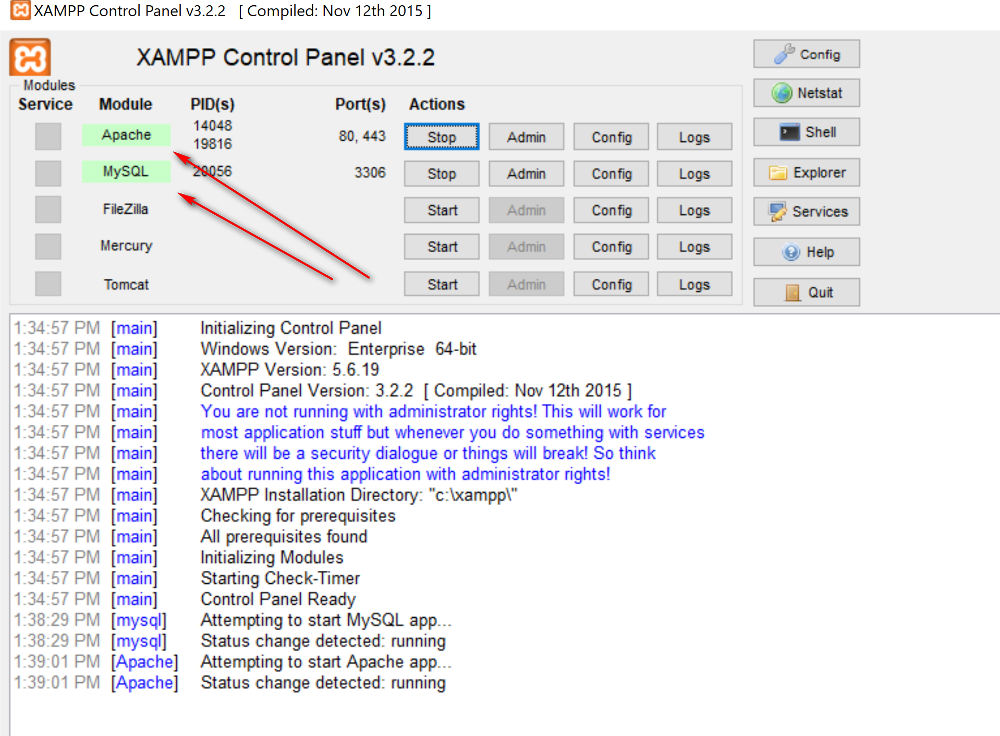 XAMPP Control Panel v3.2.2 [ Compiled: Nov 12th 2015 ]
XAMPP Control Panel v3.2.2
Modules
Service Module PID(s) Port(s) Actions
Apache 14048 19816 80, 443 Stop Admin Config Logs
MySQL 20056 3306 Stop Admin Config Logs
FileZilla Start Admin Config Logs
Mercury Start Admin Config Logs
Tomcat Start Admin Config Logs
Config
Netstat
Shell
Explorer
Services
Help
Quit
1:34:57 PM [main] Initializing Control Panel
1:34:57 PM [main] Windows Version: Enterprise 64-bit
1:34:57 PM [main] XAMPP Version: 5.6.19
1:34:57 PM [main] Control Panel Version: 3.2.2 [ Compiled: Nov 12th 2015 ]
1:34:57 PM [main] You are not running with administrator rights! This will work for
1:34:57 PM [main] most application stuff but whenever you do something with services
1:34:57 PM [main] there will be a security dialogue or things will break! So think
1:34:57 PM [main] about running this application with administrator rights!
1:34:57 PM [main] XAMPP Installation Directory: "c:\xampp\"
1:34:57 PM [main] Checking for prerequisites
1:34:57 PM [main] All prerequisites found
1:34:57 PM [main] Initializing Modules
1:34:57 PM [main] Starting Check-Timer
1:34:57 PM [main] Control Panel Ready
1:38:29 PM [mysql] Attempting to start MySQL app...
1:38:29 PM [mysql] Status change detected: running
1:39:01 PM [Apache] Attempting to start Apache app...
1:39:01 PM [Apache] Status change detected: running